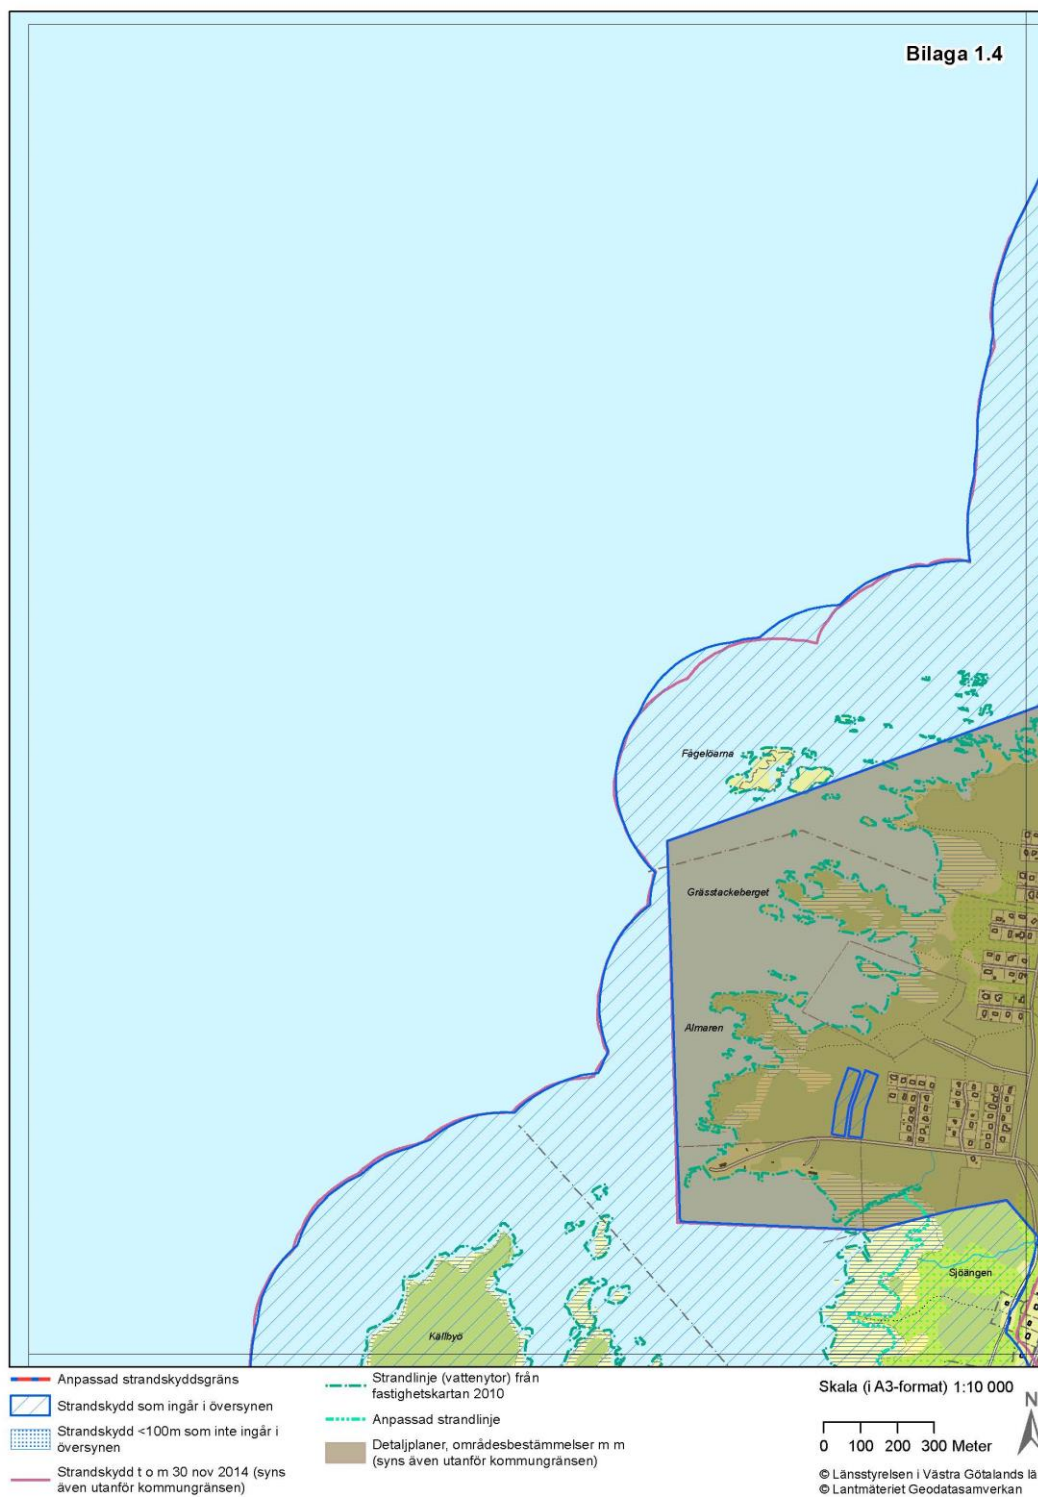 Bilaga 1.4
Fågelöarna
Grässtackeberget
Almaren
Sjöängen
Källbyö
Anpassad strandskyddsgräns
Strandskydd som ingår i översynen
Strandskydd <100m som inte ingår i
översynen
Strandskydd t o m 30 nov 2014 (syns
även utanför kommungränsen)
Strandlinje (vattenytor) från
fastighetskartan 2010
Anpassad strandlinje
Detaljplaner, områdesbestämmelser m m
(syns även utanför kommungränsen)
Skala (i A3-format) 1:10 000
N
0 100 200 300 Meter
© Länsstyrelsen i Västra Götalands lä
© Lantmäteriet Geodatasamverkan